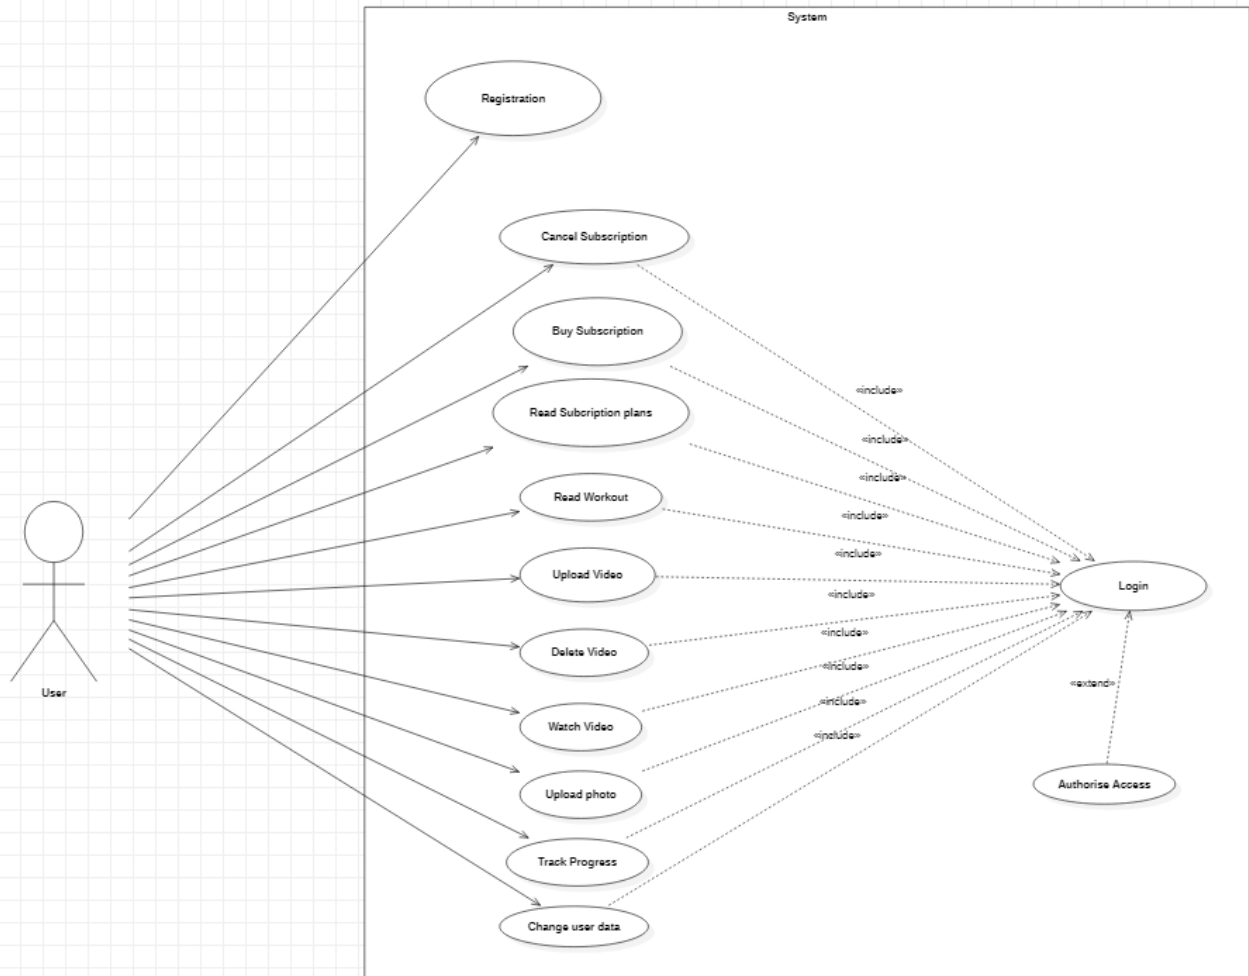 System
Registration
Cancel Subscription
Buy Subscription
Read Subcription plans
Read Workout
Upload Video
Delete Video
Watch Video
Upload photo
Track Progress
Change user data
User
«include»
«include»
«include»
«include»
«include»
«include»
«include»
«include»
«include»
«include»
Login
«extend»
Authorise Access